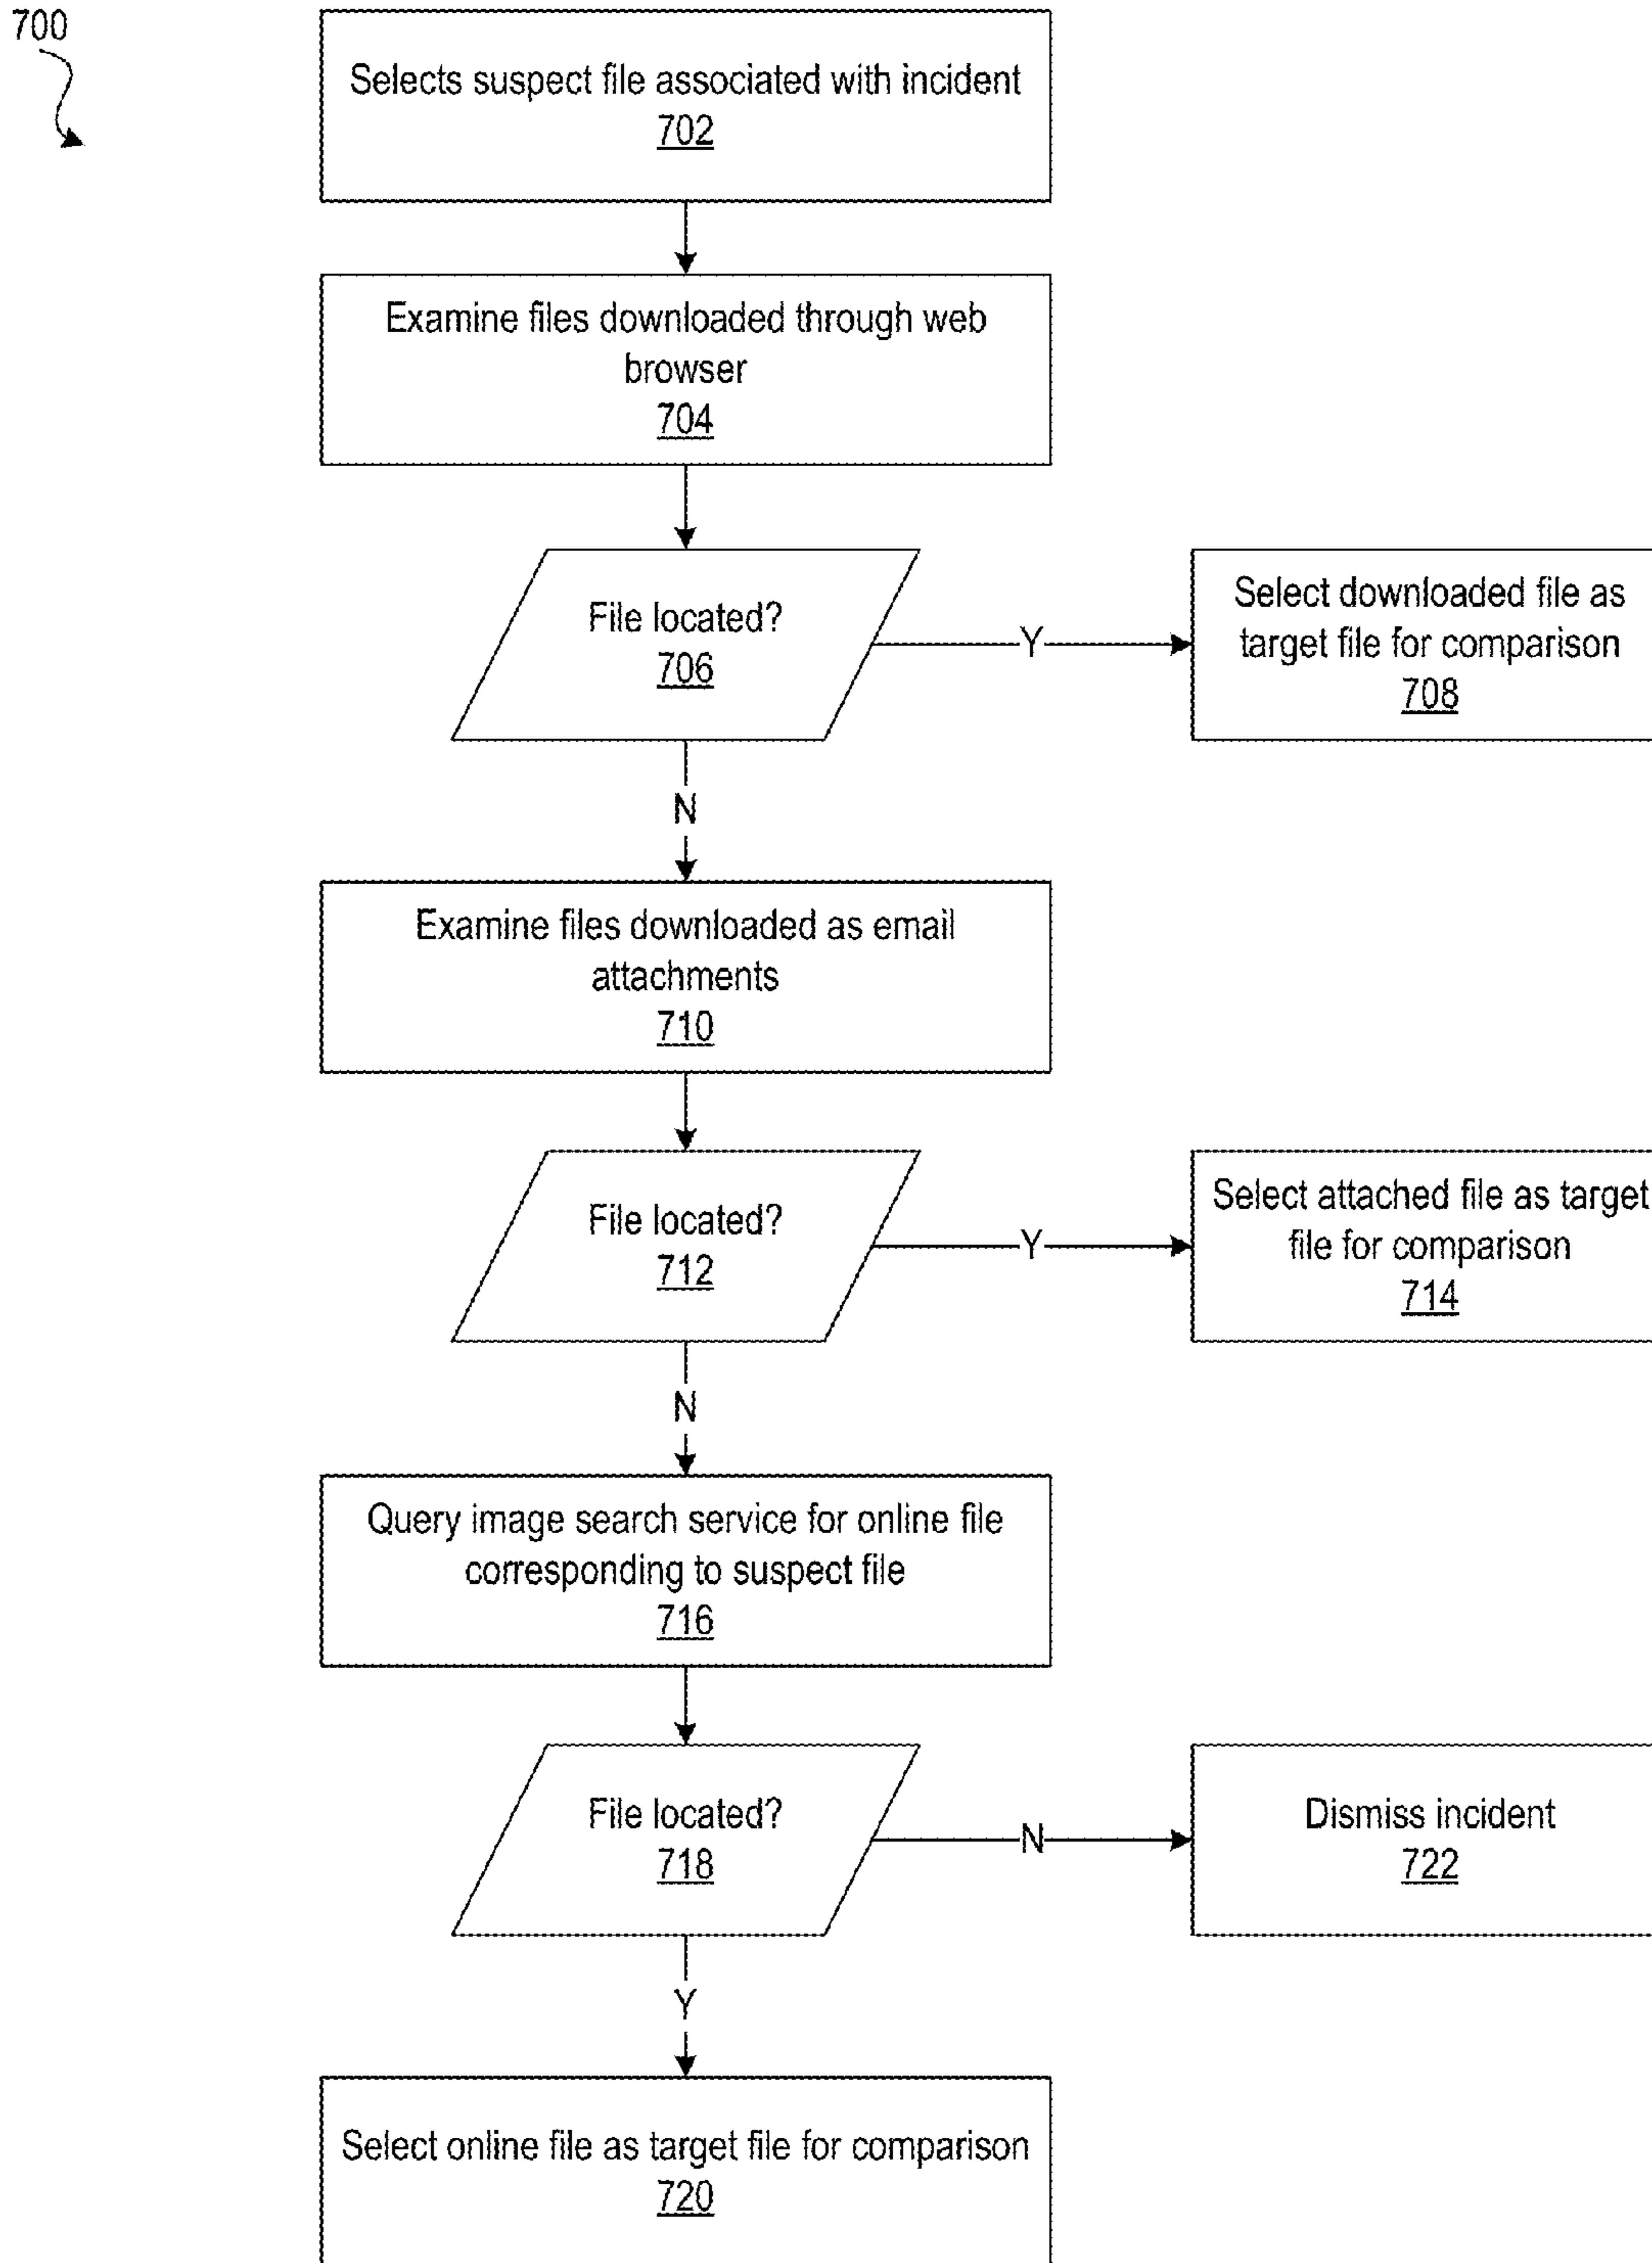 700
Selects suspect file associated with incident
702
Examine files downloaded through web
browser
704
File located?
706
Y
Select downloaded file as
target file for comparison
708
N
Examine files downloaded as email
attachments
710
File located?
712
Y
Select attached file as target
file for comparison
714
N
Query image search service for online file
corresponding to suspect file
716
File located?
718
N
Dismiss incident
722
Y
Select online file as target file for comparison
720